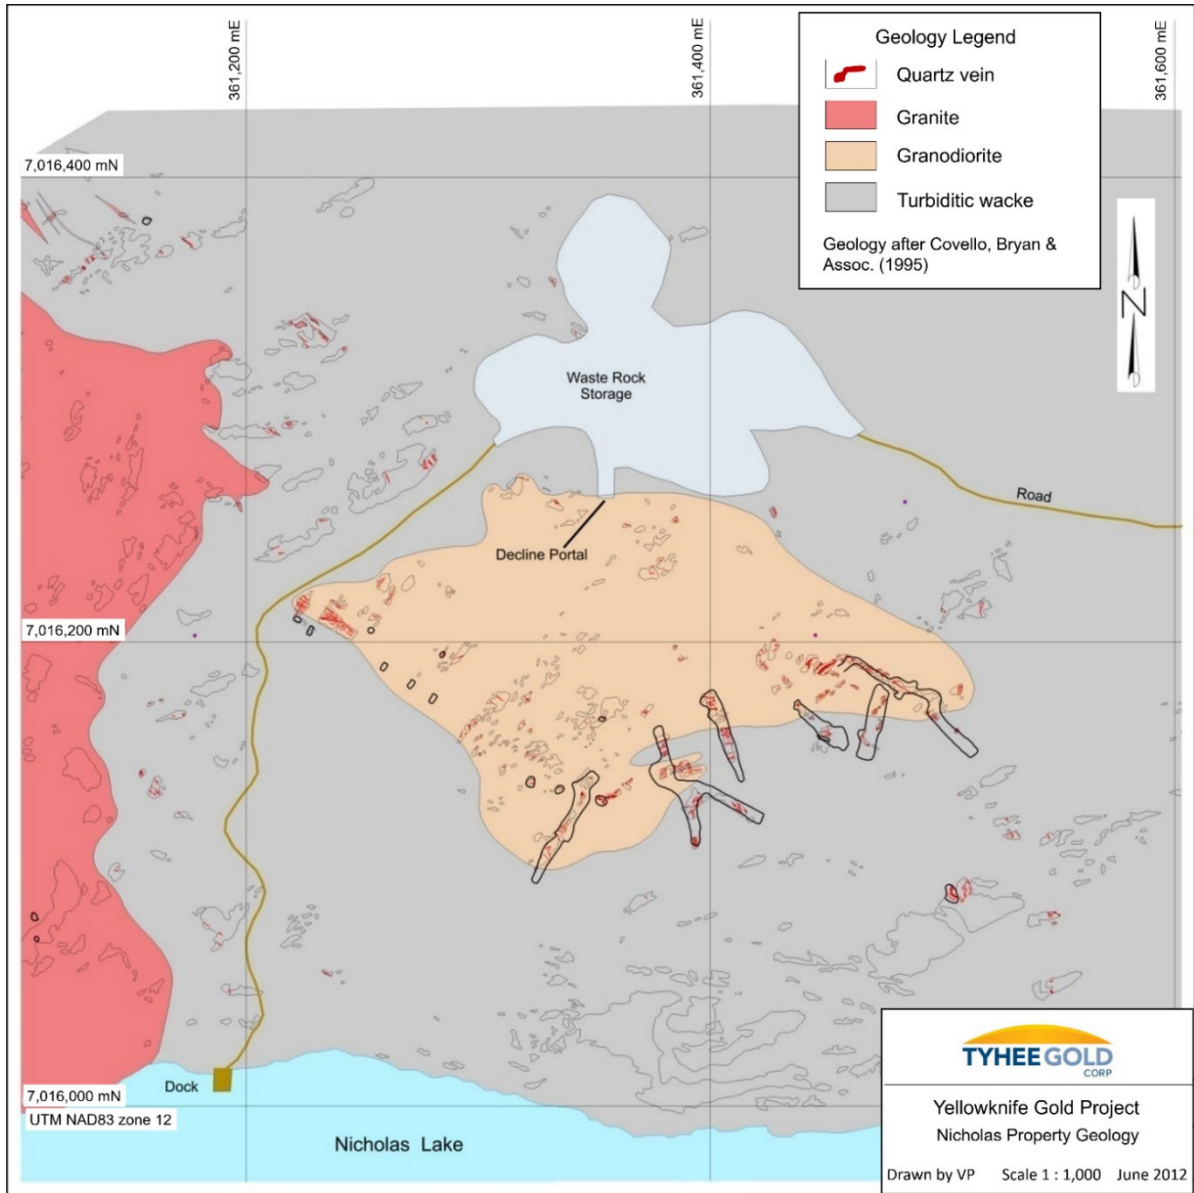 361,200 mE
361,400 mE
361,600 mE
Geology Legend
Quartz vein
Granite
Granodiorite
Turbiditic wacke
Geology after Covello, Bryan &
Assoc. (1995)
7,016,400 mN
N
Waste Rock
Storage
Road
Decline Portal
7,016,200 mN
Dock
7,016,000 mN
UTM NAD83 zone 12
Nicholas Lake
TYHEE GOLD
CORP
Yellowknife Gold Project
Nicholas Property Geology
Drawn by VP Scale 1 : 1,000 June 2012